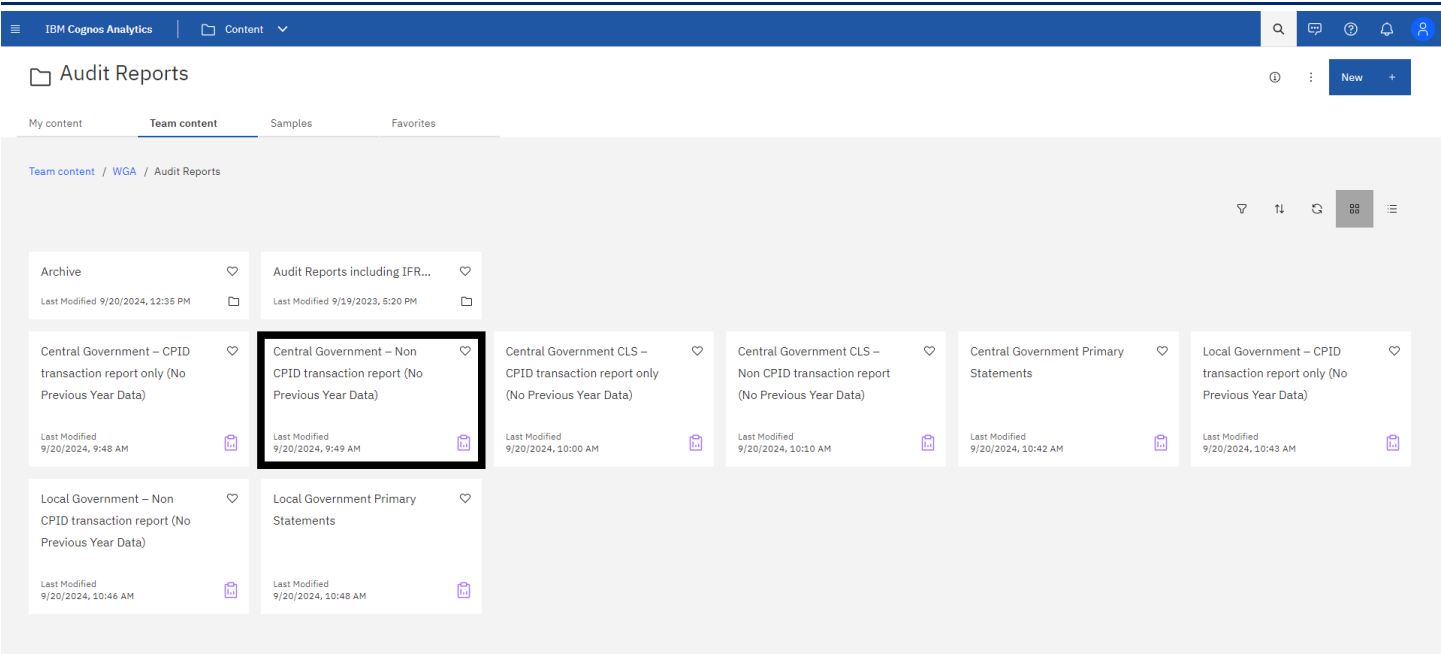 IBM Cognos Analytics Content
Audit Reports
New +
My content Team content Samples Favorites
Team content / WGA / Audit Reports
Archive
Last Modified 9/20/2024, 12:35 PM
Audit Reports including IFR...
Last Modified 9/19/2023, 5:20 PM
Central Government – CPID
transaction report only (No
Previous Year Data)
Last Modified
9/20/2024, 9:48 AM
Central Government – Non
CPID transaction report (No
Previous Year Data)
Last Modified
9/20/2024, 9:49 AM
Central Government CLS –
CPID transaction report only
(No Previous Year Data)
Last Modified
9/20/2024, 10:00 AM
Central Government CLS –
Non CPID transaction report
(No Previous Year Data)
Last Modified
9/20/2024, 10:10 AM
Central Government Primary
Statements
Last Modified
9/20/2024, 10:42 AM
Local Government – CPID
transaction report only (No
Previous Year Data)
Last Modified
9/20/2024, 10:43 AM
Local Government – Non
CPID transaction report (No
Previous Year Data)
Last Modified
9/20/2024, 10:46 AM
Local Government Primary
Statements
Last Modified
9/20/2024, 10:48 AM